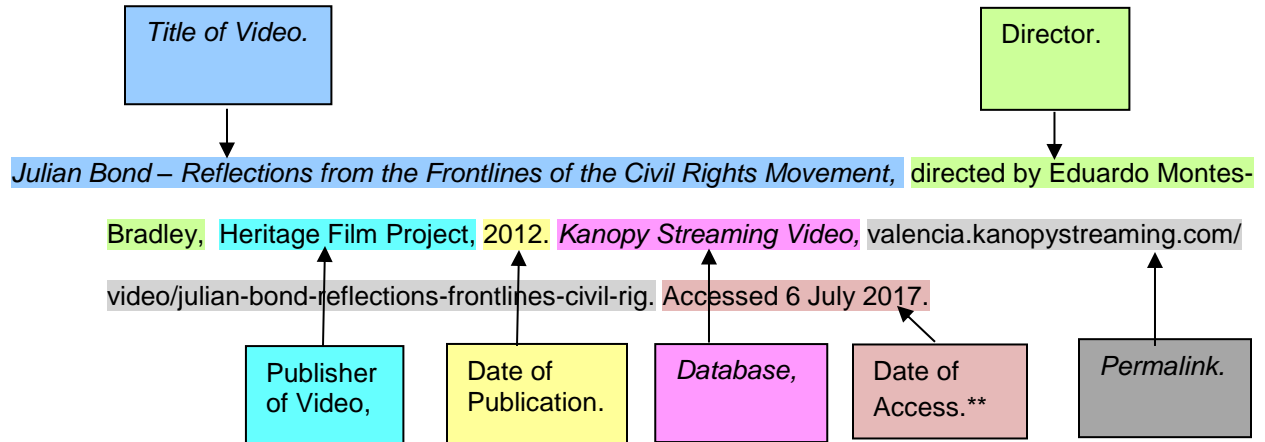 Title of Video.
Director.
Julian Bond – Reflections from the Frontlines of the Civil Rights Movement, directed by Eduardo Montes-
Bradley, Heritage Film Project, 2012. Kanopy Streaming Video, valencia.kanopystreaming.com/
video/julian-bond-reflections-frontlines-civil-rig. Accessed 6 July 2017.
Publisher
of Video,
Date of
Publication.
Database,
Date of
Access.**
Permalink.